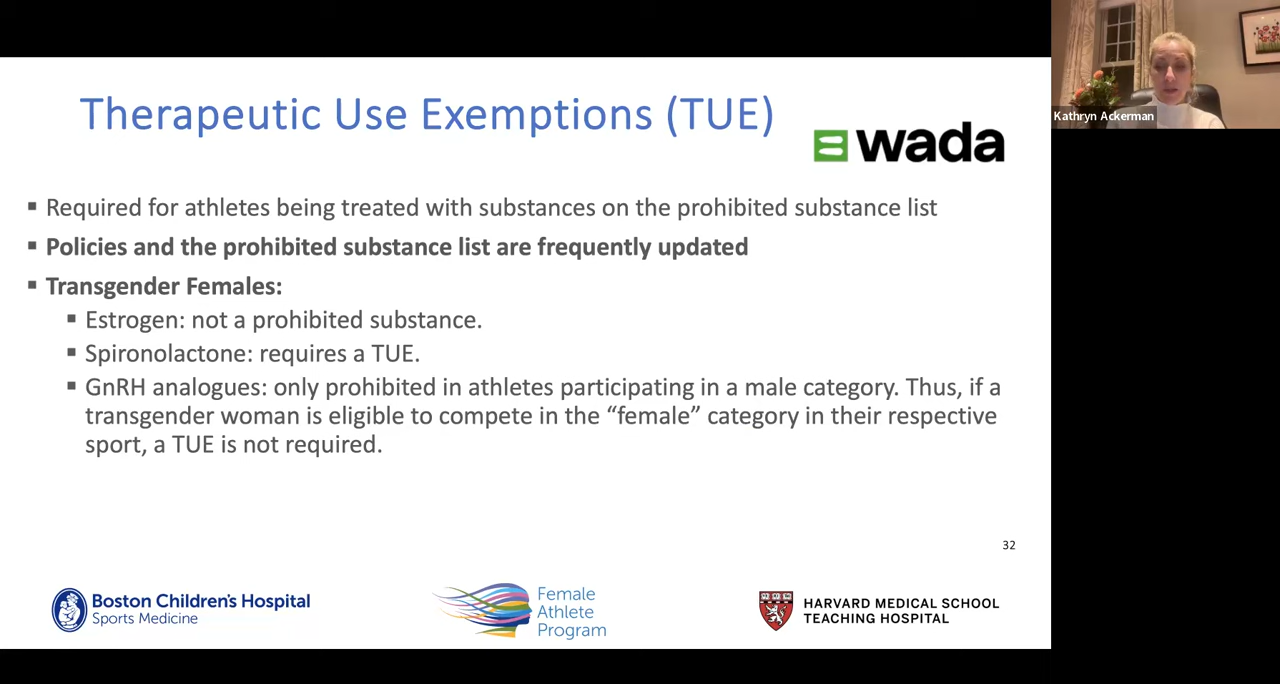 Therapeutic Use Exemptions (TUE)
wada
Kathryn Ackerman
▪ Required for athletes being treated with substances on the prohibited substance list
▪ Policies and the prohibited substance list are frequently updated
▪ Transgender Females:
▪ Estrogen: not a prohibited substance.
▪ Spironolactone: requires a TUE.
▪ GnRH analogues: only prohibited in athletes participating in a male category. Thus, if a
transgender woman is eligible to compete in the “female” category in their respective
sport, a TUE is not required.
32
Boston Children's Hospital
Sports Medicine
Female
Athlete
Program
HARVARD MEDICAL SCHOOL
TEACHING HOSPITAL